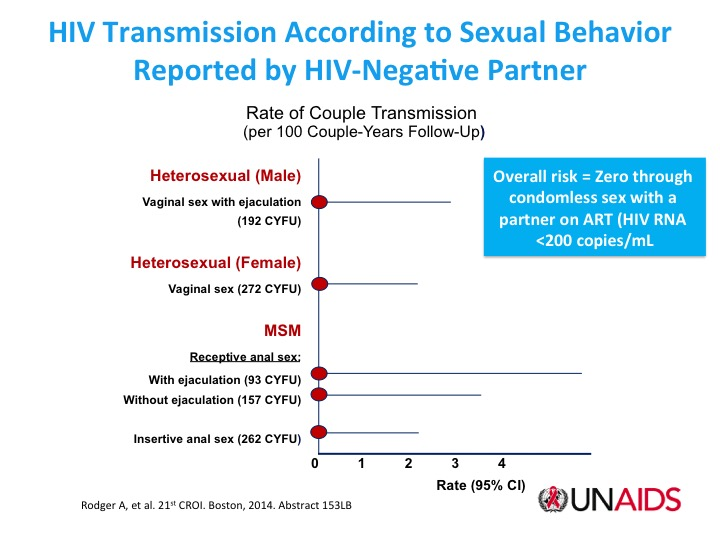 HIV Transmission According to Sexual Behavior
Reported by HIV-Negative Partner
Rate of Couple Transmission
(per 100 Couple-Years Follow-Up)
Heterosexual (Male)
Vaginal sex with ejaculation
(192 CYFU)
Overall risk = Zero through
condomless sex with a
partner on ART (HIV RNA
<200 copies/mL
Heterosexual (Female)
Vaginal sex (272 CYFU)
MSM
Receptive anal sex:
With ejaculation (93 CYFU)
Without ejaculation (157 CYFU)
Insertive anal sex (262 CYFU)
0 1 2 3 4
Rate (95% CI)
Rodger A, et al. 21st CROI. Boston, 2014. Abstract 153LB
UNAIDS